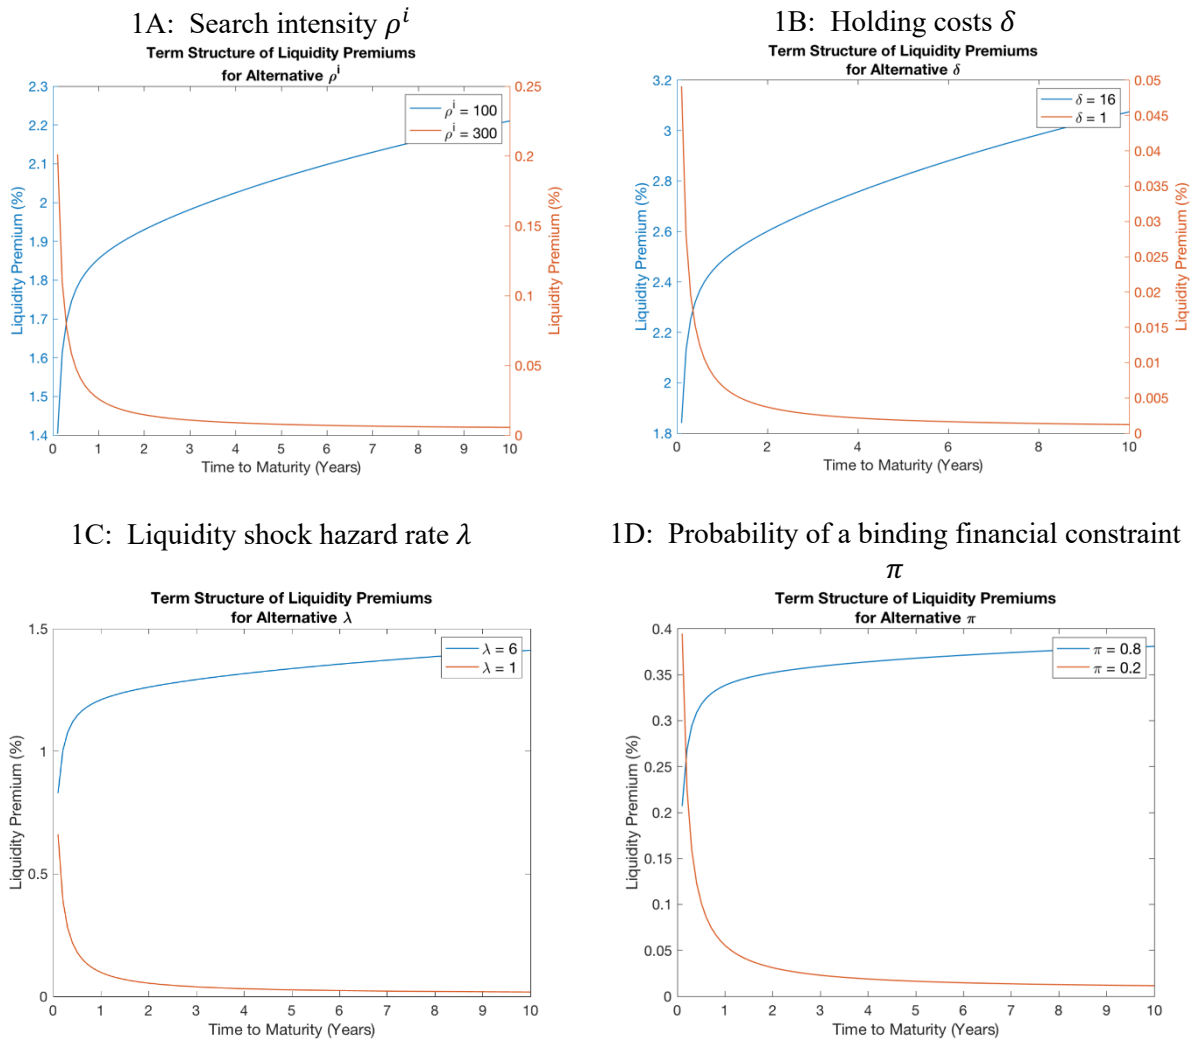 1A: Search intensity ρⁱ
Term Structure of Liquidity Premiums
for Alternative ρⁱ
2.3
2.2
2.1
2
1.9
1.8
1.7
1.6
1.5
1.4
Liquidity Premium (%)
ρⁱ = 100
ρⁱ = 300
0.25
0.2
0.15
0.1
0.05
0
Liquidity Premium (%)
0 1 2 3 4 5 6 7 8 9 10
Time to Maturity (Years)
1B: Holding costs δ
Term Structure of Liquidity Premiums
for Alternative δ
3.2
3
2.8
2.6
2.4
2.2
2
1.8
Liquidity Premium (%)
δ = 16
δ = 1
0.05
0.045
0.04
0.035
0.03
0.025
0.02
0.015
0.01
0.005
0
Liquidity Premium (%)
0 2 4 6 8 10
Time to Maturity (Years)
1C: Liquidity shock hazard rate λ
Term Structure of Liquidity Premiums
for Alternative λ
1.5
1
0.5
0
Liquidity Premium (%)
λ = 6
λ = 1
0 1 2 3 4 5 6 7 8 9 10
Time to Maturity (Years)
1D: Probability of a binding financial constraint
π
Term Structure of Liquidity Premiums
for Alternative π
0.4
0.35
0.3
0.25
0.2
0.15
0.1
0.05
0
Liquidity Premium (%)
π = 0.8
π = 0.2
0 1 2 3 4 5 6 7 8 9 10
Time to Maturity (Years)